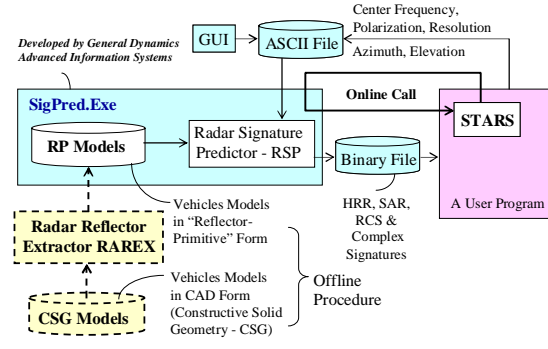 Developed by General Dynamics
Advanced Information Systems
GUI
ASCII File
Center Frequency,
Polarization, Resolution
Azimuth, Elevation
SigPred.Exe
Online Call
STARS
RP Models
Radar Signature
Predictor - RSP
Binary File
A User Program
HRR, SAR,
RCS &
Complex
Signatures
Vehicles Models
in “Reflector-
Primitive” Form
Radar Reflector
Extractor RAREX
Vehicles Models
in CAD Form
(Constructive Solid
Geometry - CSG)
Offline
Procedure
CSG Models